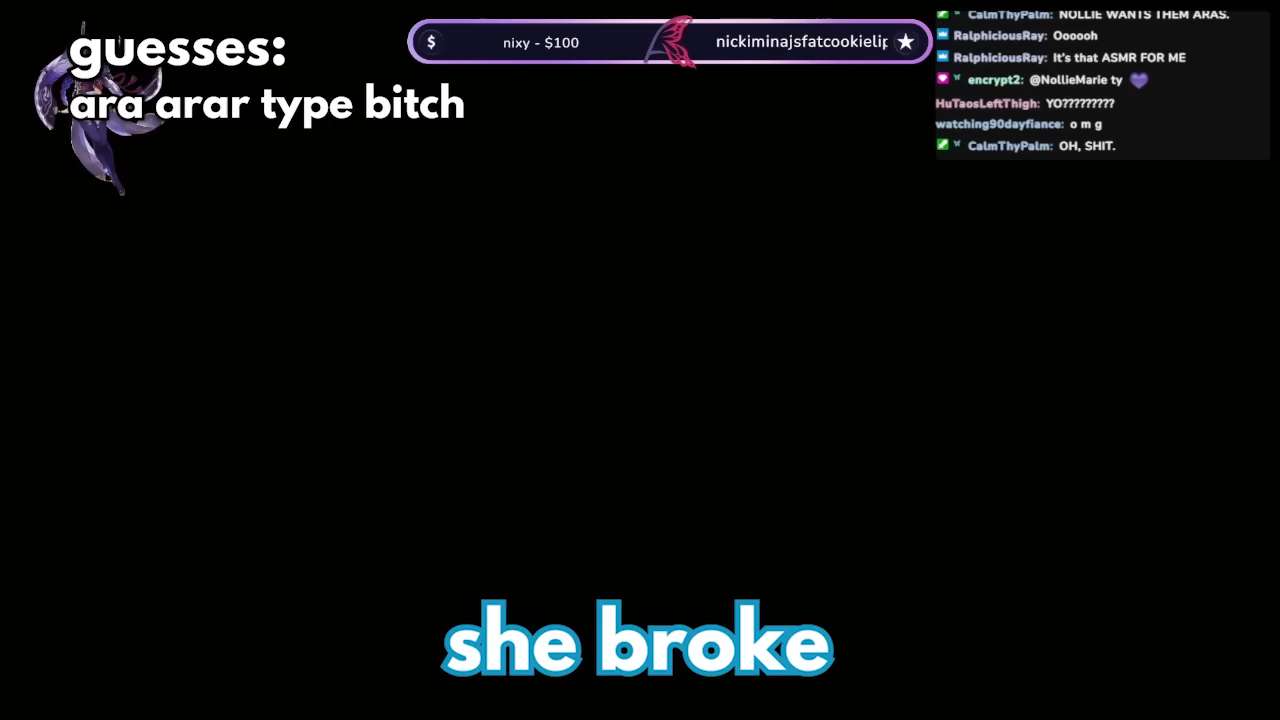 guesses:
ara arar type bitch
$ nixy - $100
nickiminajsfatcookielip ★
CalmThyPalm: NOLLIE WANTS THEM ARAS.
RalphiciousRay: Oooooh
RalphiciousRay: It's that ASMR FOR ME
encrypt2: @NollieMarie ty 💜
HuTaosLeftThigh: YO?????????
watching90dayfiance: o m g
CalmThyPalm: OH, SHIT.
she broke